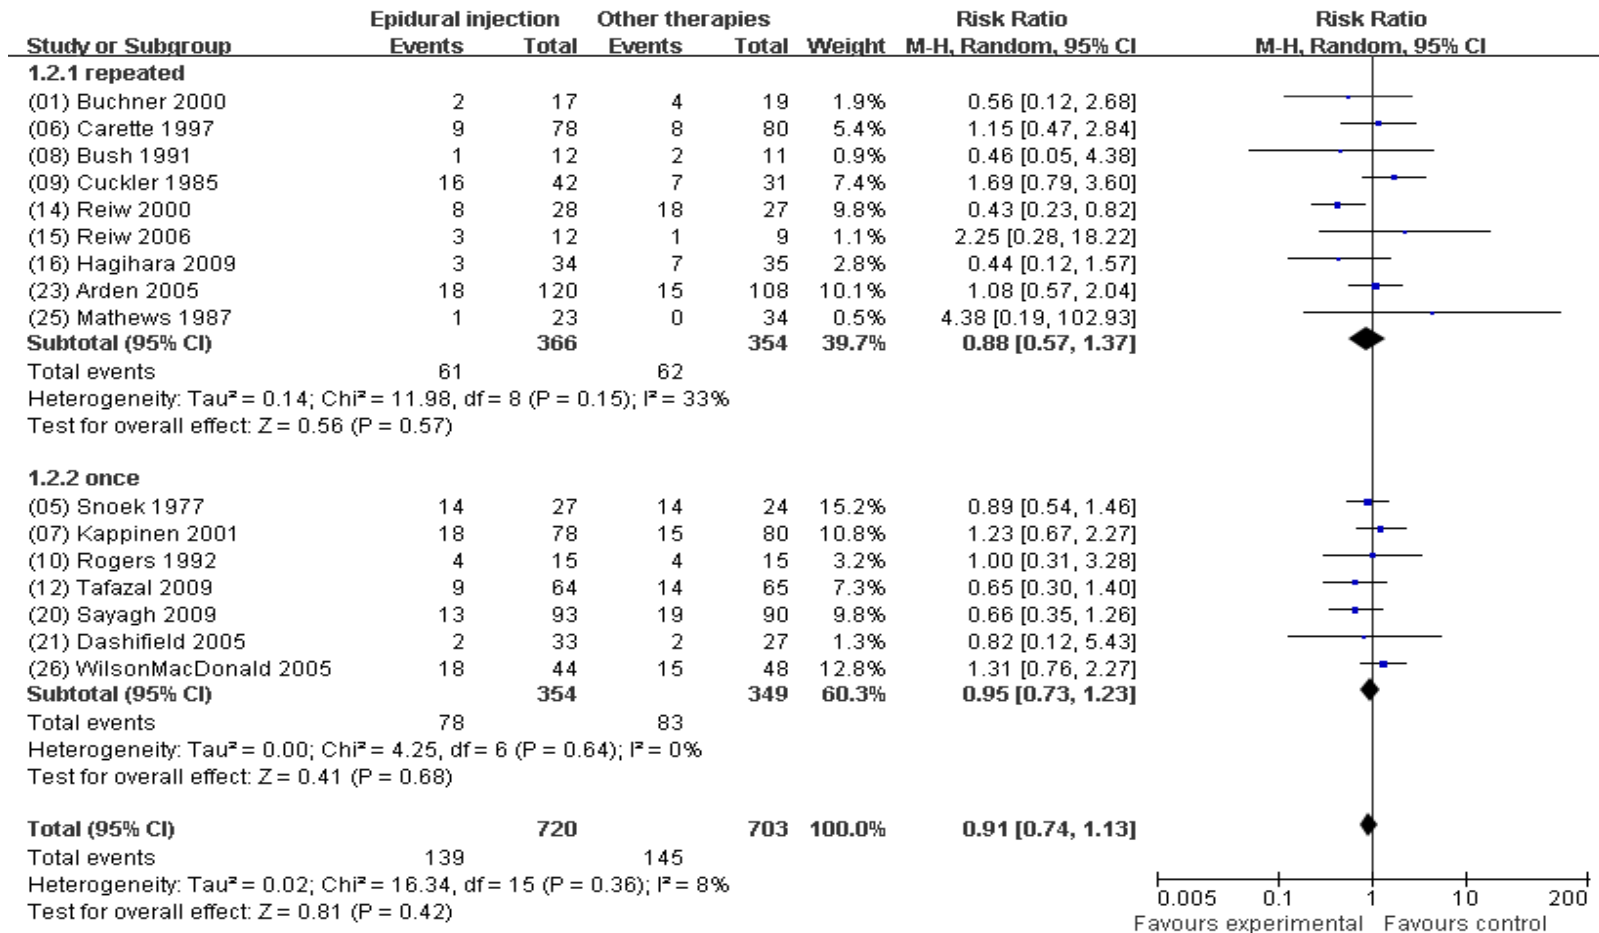 Epidural injection Other therapies Risk Ratio Risk Ratio
Study or Subgroup Events Total Events Total Weight M-H, Random, 95% CI M-H, Random, 95% CI
1.2.1 repeated
(01) Buchner 2000 2 17 4 19 1.9% 0.56 [0.12, 2.68]
(06) Carette 1997 9 78 8 80 5.4% 1.15 [0.47, 2.84]
(08) Bush 1991 1 12 2 11 0.9% 0.46 [0.05, 4.38]
(09) Cuckler 1985 16 42 7 31 7.4% 1.69 [0.79, 3.60]
(14) Reiw 2000 8 28 18 27 9.8% 0.43 [0.23, 0.82]
(15) Reiw 2006 3 12 1 9 1.1% 2.25 [0.28, 18.22]
(16) Hagihara 2009 3 34 7 35 2.8% 0.44 [0.12, 1.57]
(23) Arden 2005 18 120 15 108 10.1% 1.08 [0.57, 2.04]
(25) Mathews 1987 1 23 0 34 0.5% 4.38 [0.19, 102.93]
Subtotal (95% CI) 366 354 39.7% 0.88 [0.57, 1.37]
Total events 61 62
Heterogeneity: Tau² = 0.14; Chi² = 11.98, df = 8 (P = 0.15); I² = 33%
Test for overall effect: Z = 0.56 (P = 0.57)
1.2.2 once
(05) Snoek 1977 14 27 14 24 15.2% 0.89 [0.54, 1.46]
(07) Kappinen 2001 18 78 15 80 10.8% 1.23 [0.67, 2.27]
(10) Rogers 1992 4 15 4 15 3.2% 1.00 [0.31, 3.28]
(12) Tafazal 2009 9 64 14 65 7.3% 0.65 [0.30, 1.40]
(20) Sayagh 2009 13 93 19 90 9.8% 0.66 [0.35, 1.26]
(21) Dashifield 2005 2 33 2 27 1.3% 0.82 [0.12, 5.43]
(26) WilsonMacDonald 2005 18 44 15 48 12.8% 1.31 [0.76, 2.27]
Subtotal (95% CI) 354 349 60.3% 0.95 [0.73, 1.23]
Total events 78 83
Heterogeneity: Tau² = 0.00; Chi² = 4.25, df = 6 (P = 0.64); I² = 0%
Test for overall effect: Z = 0.41 (P = 0.68)
Total (95% CI) 720 703 100.0% 0.91 [0.74, 1.13]
Total events 139 145
Heterogeneity: Tau² = 0.02; Chi² = 16.34, df = 15 (P = 0.36); I² = 8%
Test for overall effect: Z = 0.81 (P = 0.42)
0.005 0.1 1 10 200
Favours experimental Favours control